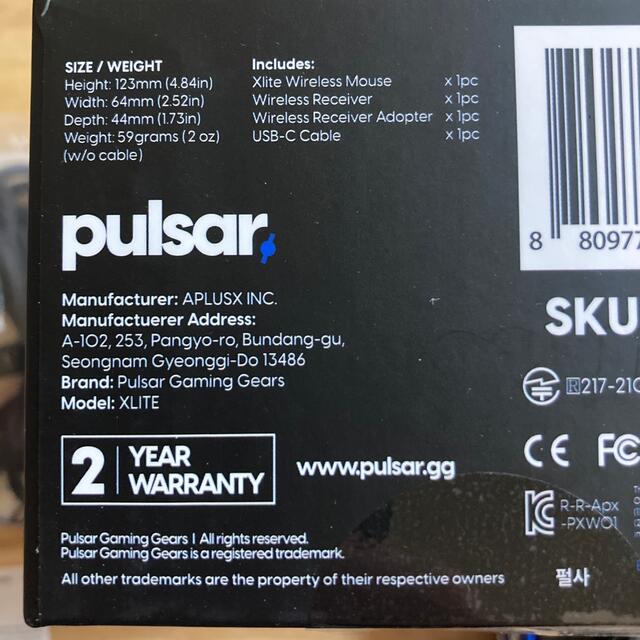 SIZE / WEIGHT
Height: 123mm (4.84in)
Width: 64mm (2.52in)
Depth: 44mm (1.73in)
Weight: 59grams (2 oz)
(w/o cable)
Includes:
Xlite Wireless Mouse x 1pc
Wireless Receiver x 1pc
Wireless Receiver Adopter x 1pc
USB-C Cable x 1pc
8 80977
pulsar
SKU
Manufacturer: APLUSX INC.
Manufactuerer Address:
A-102, 253, Pangyo-ro, Bundang-gu,
Seongnam Gyeonggi-Do 13486
Brand: Pulsar Gaming Gears
Model: XLITE
R 217-210
CE FC
2 YEAR
WARRANTY
www.pulsar.gg
R-R-Apx
-PXW01
Pulsar Gaming Gears I All rights reserved.
Pulsar Gaming Gears is a registered trademark.
All other trademarks are the property of their respective owners
펄사